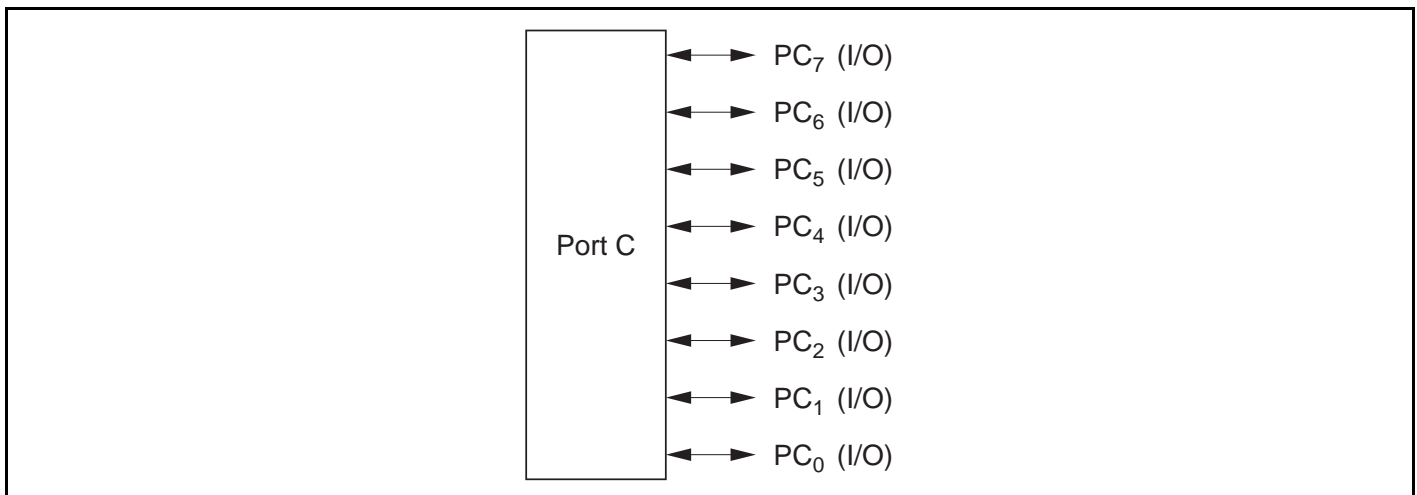 PC₇ (I/O)
PC₆ (I/O)
PC₅ (I/O)
PC₄ (I/O)
Port C
PC₃ (I/O)
PC₂ (I/O)
PC₁ (I/O)
PC₀ (I/O)